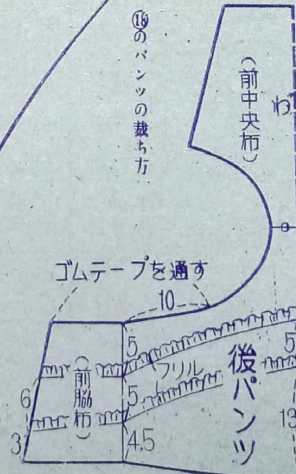 ⑱のパンツの裁ち方
(前中央布)
わ
ゴムテープを通す
10
(前脇布)
フリル
後パンツ
5
5
4.5
6
3
5
13